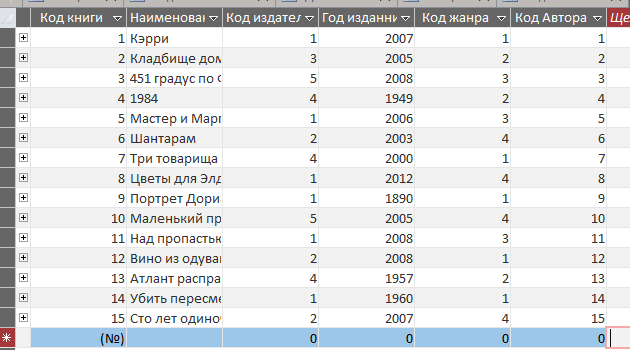 Код книги Наименован Код издател Год изданн Код жанра Код Автора Ще
1 Кэрри 1 2007 1 1
2 Кладбище дом 3 2005 2 2
3 451 градус по Ф 5 2008 3 3
4 1984 4 1949 2 4
5 Мастер и Марг 1 2006 3 5
6 Шантарам 2 2003 4 6
7 Три товарища 4 2000 1 7
8 Цветы для Элд 1 2012 4 8
9 Портрет Дориа 1 1890 1 9
10 Маленький пр 5 2005 4 10
11 Над пропастью 1 2008 3 11
12 Вино из одуван 2 2008 1 12
13 Атлант распра 4 1957 2 13
14 Убить пересме 1 1960 1 14
15 Сто лет одиноч 2 2007 4 15
(№) 0 0 0 0